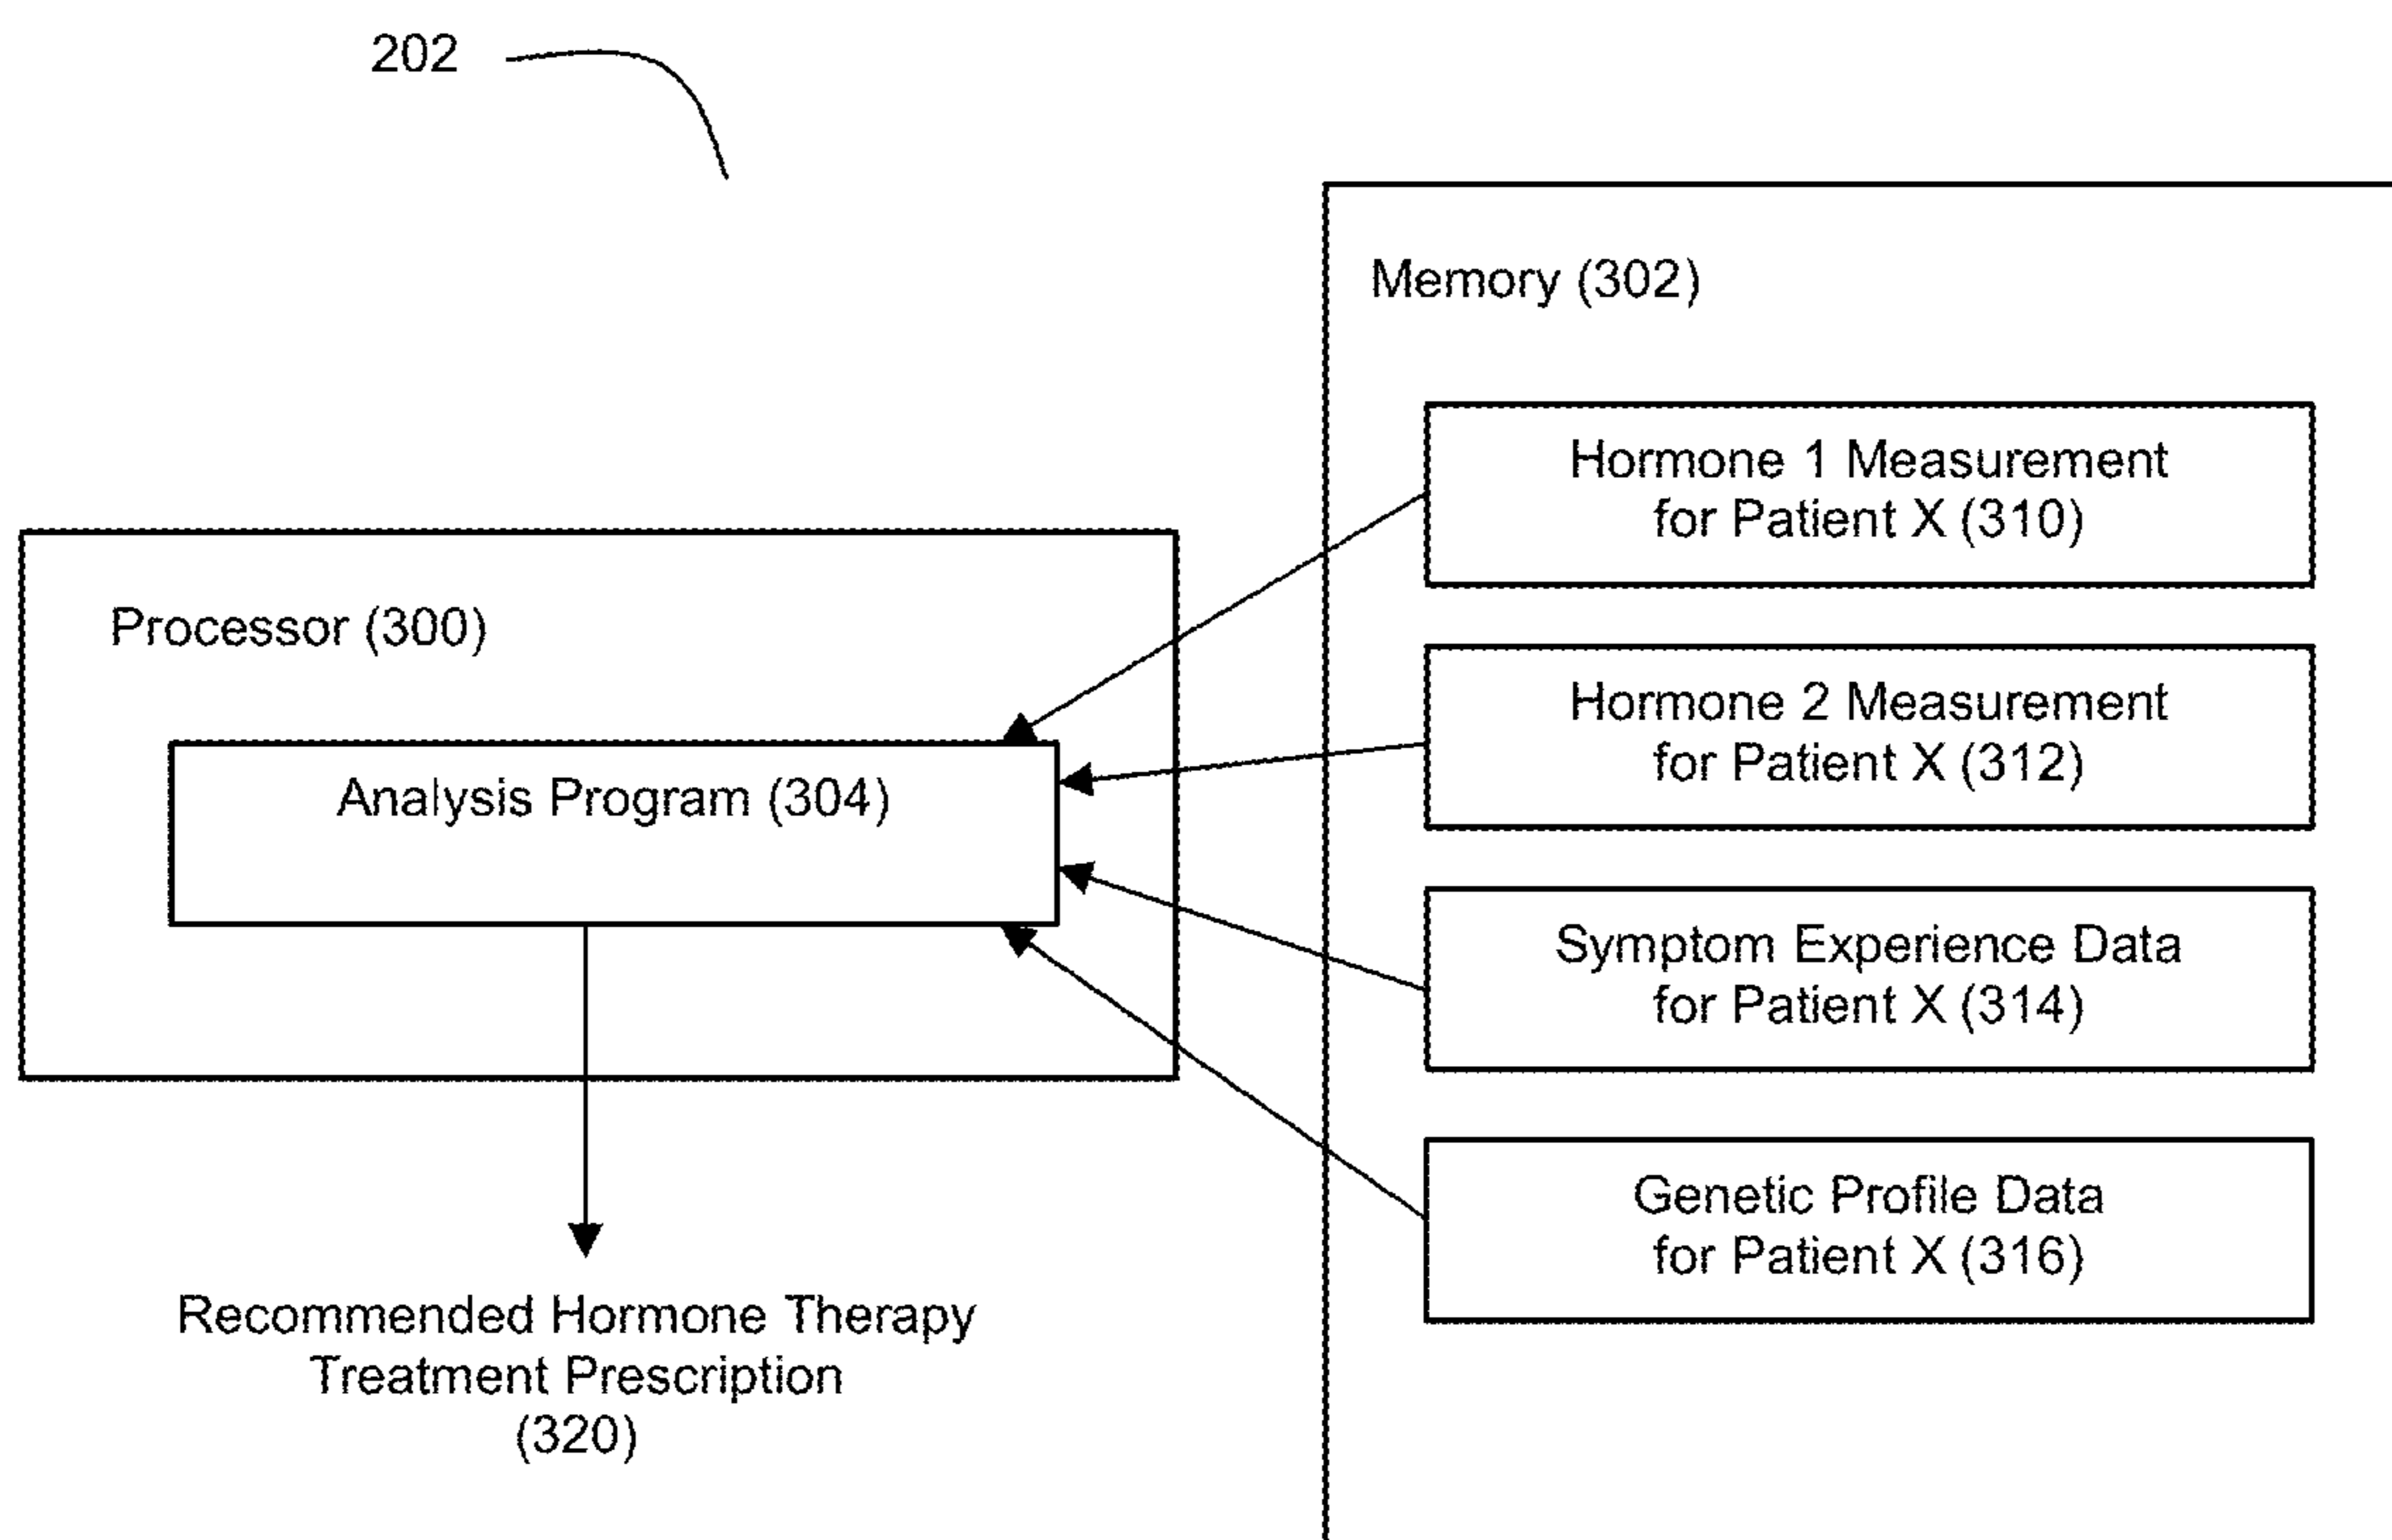 202
Memory (302)
Hormone 1 Measurement
for Patient X (310)
Processor (300)
Hormone 2 Measurement
for Patient X (312)
Analysis Program (304)
Symptom Experience Data
for Patient X (314)
Genetic Profile Data
for Patient X (316)
Recommended Hormone Therapy
Treatment Prescription
(320)